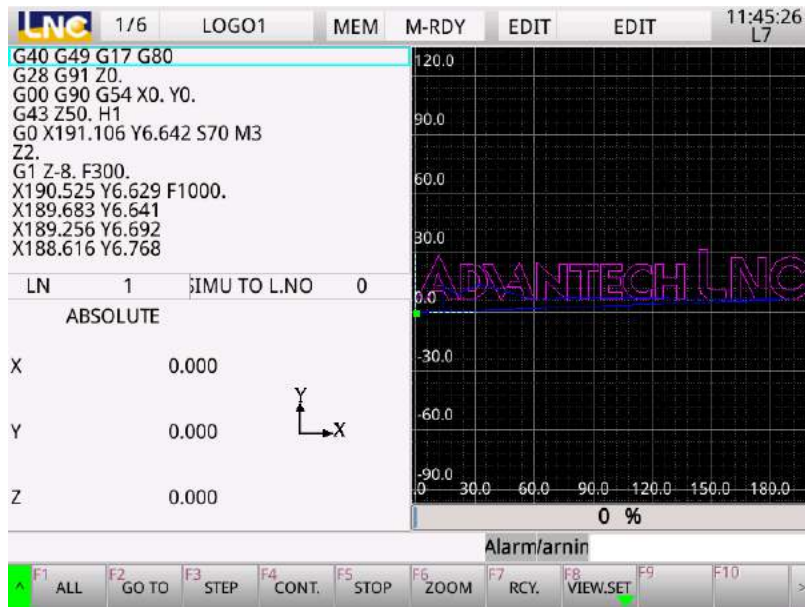 LNC 1/6 LOGO1 MEM M-RDY EDIT EDIT 11:45:26
L7
G40 G49 G17 G80
G28 G91 Z0.
G00 G90 G54 X0. Y0.
G43 Z50. H1
G0 X191.106 Y6.642 S70 M3
Z2.
G1 Z-8. F300.
X190.525 Y6.629 F1000.
X189.683 Y6.641
X189.256 Y6.692
X188.616 Y6.768
LN 1 SIMU TO L.NO 0
ABSOLUTE
X 0.000
Y 0.000
Z 0.000
Y
X
120.0
90.0
60.0
30.0
ADVANTECH LNC
0.0
-30.0
-60.0
-90.0
.0 30.0 60.0 90.0 120.0 150.0 180.0
0 %
Alarm/arnin
^ F1 ALL F2 GO TO F3 STEP F4 CONT. F5 STOP F6 ZOOM F7 RCY. F8 VIEW.SET F9 F10 >